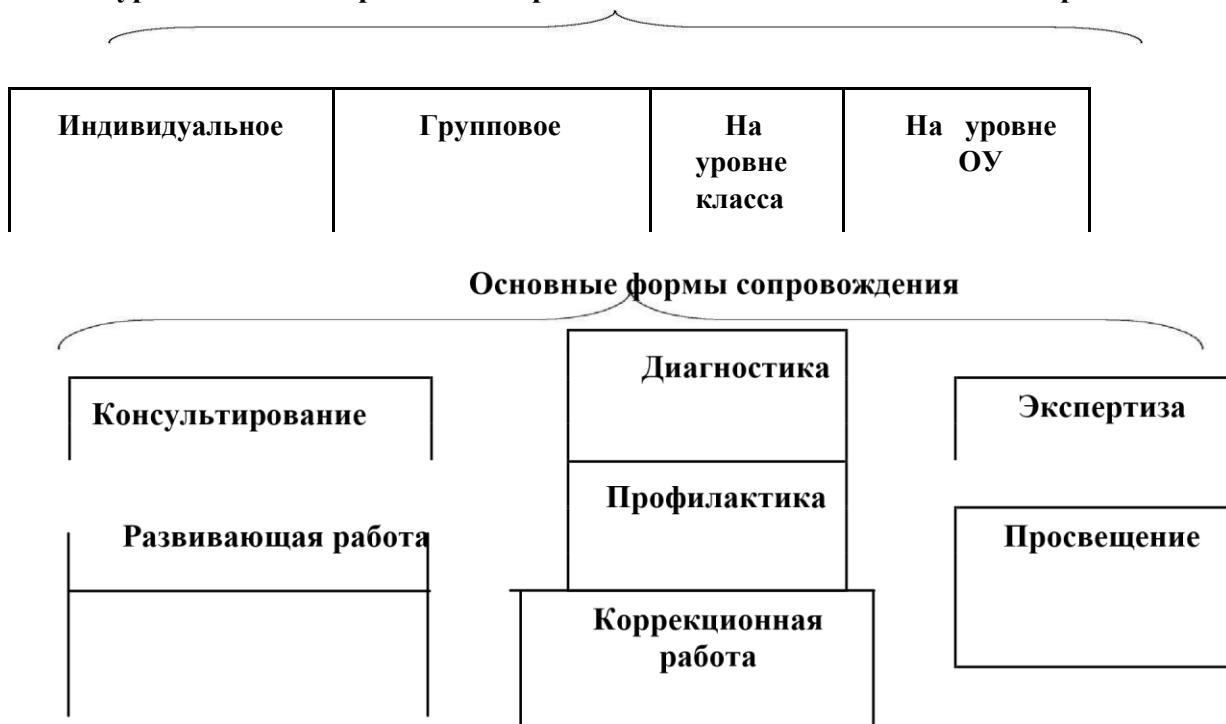 Индивидуальное
Групповое
На
уровне
класса
На уровне
ОУ
Основные формы сопровождения
Консультирование
Диагностика
Экспертиза
Профилактика
Развивающая работа
Просвещение
Коррекционная
работа